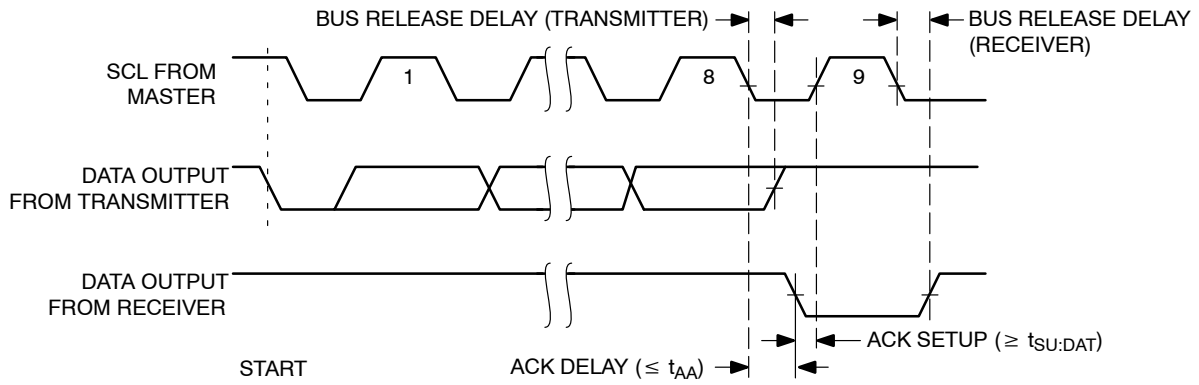 BUS RELEASE DELAY (TRANSMITTER)
BUS RELEASE DELAY
(RECEIVER)
SCL FROM
MASTER
1
8
9
DATA OUTPUT
FROM TRANSMITTER
DATA OUTPUT
FROM RECEIVER
ACK SETUP (≥ tSU:DAT)
START
ACK DELAY (≤ tAA)